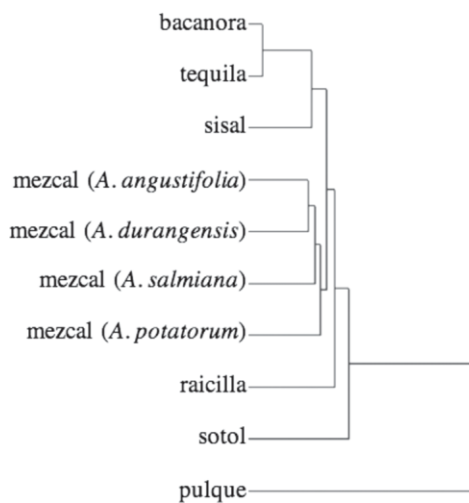 bacanora
tequila
sisal
mezcal (A. angustifolia)
mezcal (A. durangensis)
mezcal (A. salmiana)
mezcal (A. potatorum)
raicilla
sotol
pulque